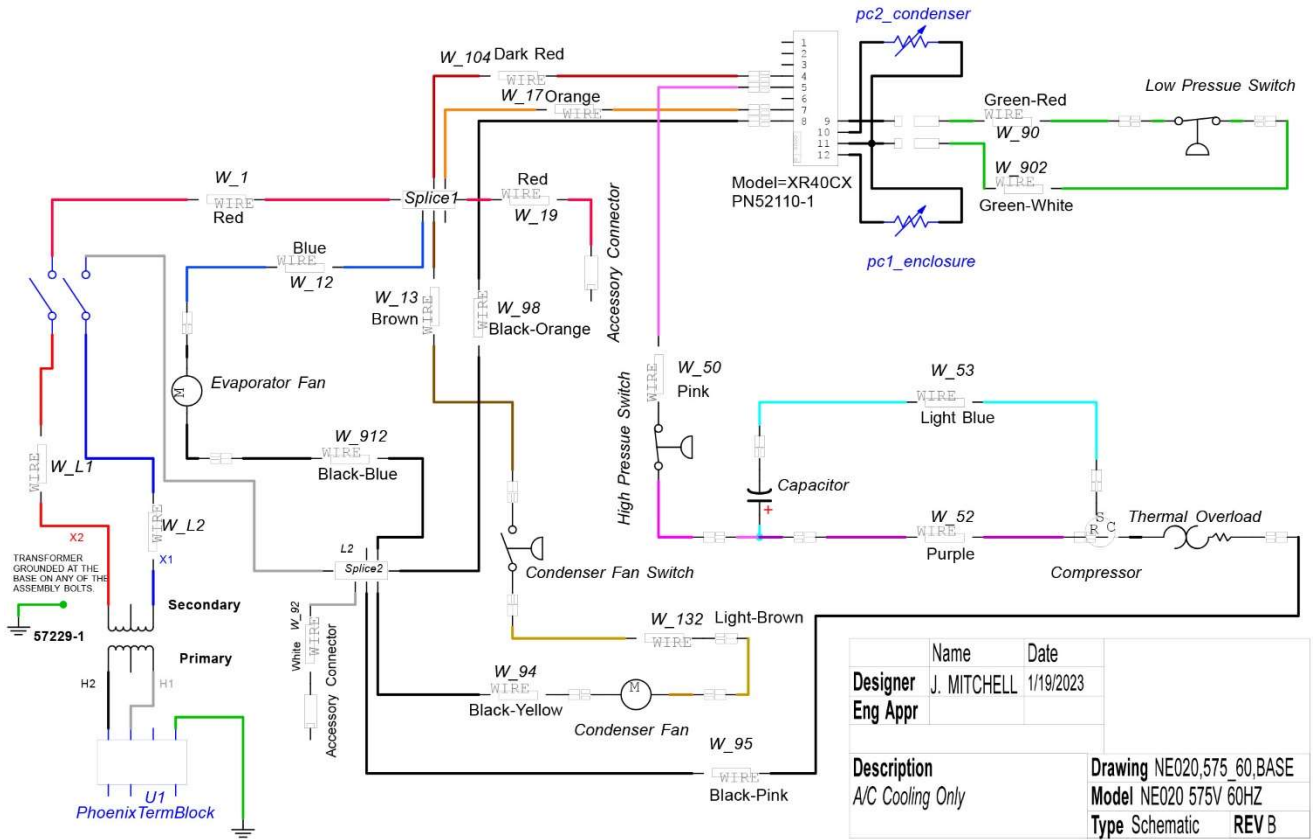 pc2_condenser
W_104 Dark Red
WIRE
1
2
3
4
5
6
7
8
9
10
11
12
W_17 Orange
WIRE
Green-Red
WIRE
W_90
Low Pressue Switch
W_902
WIRE
Green-White
Model=XR40CX
PN52110-1
pc1_enclosure
W_1
WIRE
Red
Splice1
Red
WIRE
W_19
Accessory Connector
Blue
WIRE
W_12
W_13
Brown
WIRE
W_98
Black-Orange
WIRE
M
Evaporator Fan
W_912
WIRE
Black-Blue
W_50
Pink
WIRE
High Pressue Switch
W_53
WIRE
Light Blue
Capacitor
+
W_52
WIRE
Purple
S
R C
Compressor
Thermal Overload
W_L1
WIRE
W_L2
WIRE
X2
X1
TRANSFORMER
GROUNDED AT THE
BASE ON ANY OF THE
ASSEMBLY BOLTS.
57229-1
Secondary
Primary
H2
H1
U1
PhoenixTermBlock
L2
Splice2
White W_92
WIRE
Accessory Connector
Condenser Fan Switch
W_132
WIRE
Light-Brown
W_94
WIRE
Black-Yellow
M
Condenser Fan
W_95
WIRE
Black-Pink
Name Date
Designer J. MITCHELL 1/19/2023
Eng Appr
Description
A/C Cooling Only
Drawing NE020,575_60,BASE
Model NE020 575V 60HZ
Type Schematic REV B